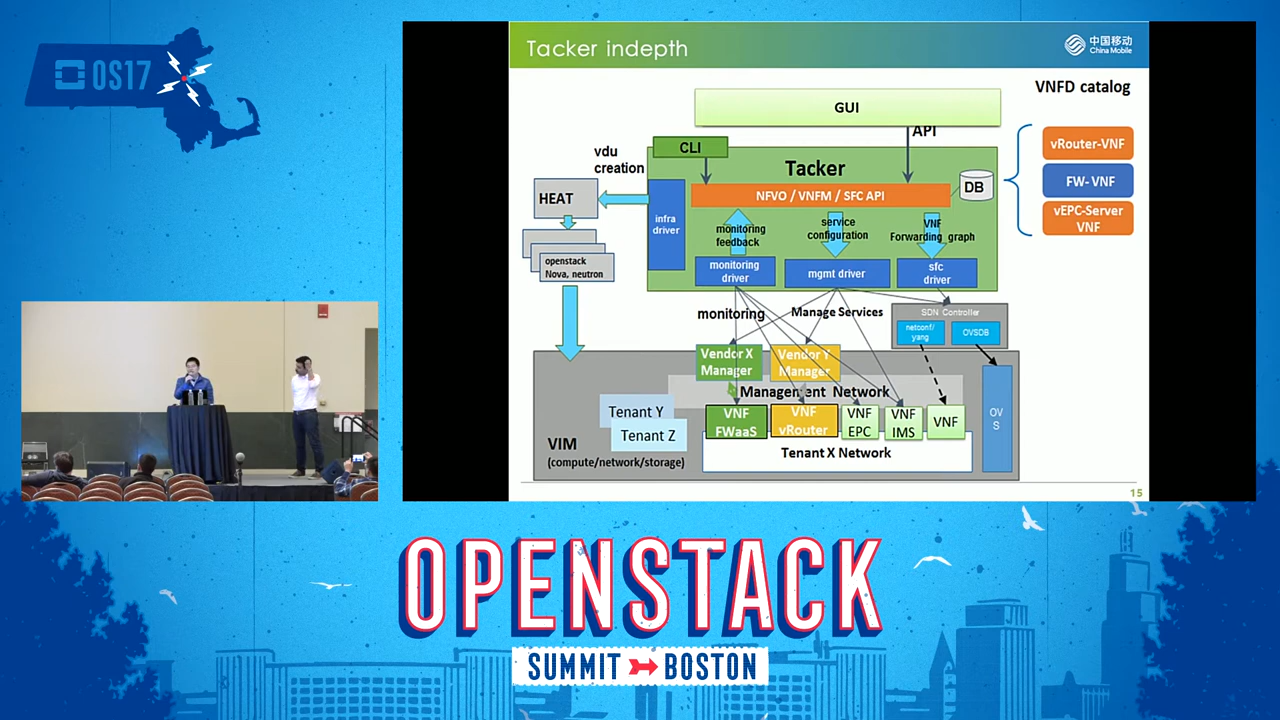 OS17
Tacker indepth
中国移动
China Mobile
VNFD catalog
GUI
API
CLI
vdu
creation
Tacker
vRouter-VNF
FW- VNF
vEPC-Server
VNF
HEAT
NFVO / VNFM / SFC API
DB
infra
driver
monitoring
feedback
service
configuration
VNF
Forwarding graph
openstack
Nova, neutron
monitoring
driver
mgmt driver
sfc
driver
monitoring
Manage Services
SDN Controller
netconf/
yang
OVSDB
Vendor X
Manager
Vendor Y
Manager
Management Network
Tenant Y
Tenant Z
VNF
FWaaS
VNF
vRouter
VNF
EPC
VNF
IMS
VNF
OV
S
VIM
(compute/network/storage)
Tenant X Network
15
OPENSTACK
SUMMIT BOSTON